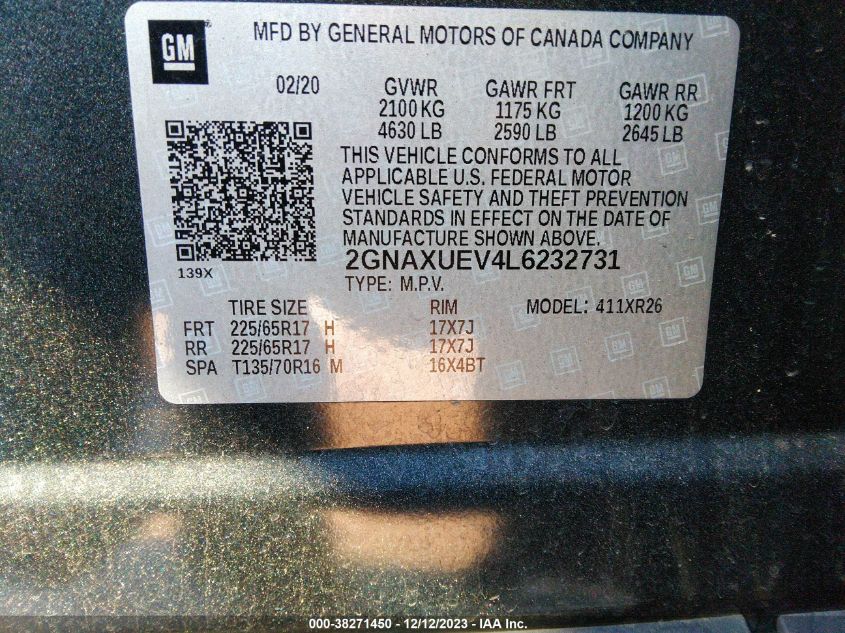 GM
MFD BY GENERAL MOTORS OF CANADA COMPANY
02/20 GVWR GAWR FRT GAWR RR
2100 KG 1175 KG 1200 KG
4630 LB 2590 LB 2645 LB
THIS VEHICLE CONFORMS TO ALL
APPLICABLE U.S. FEDERAL MOTOR
VEHICLE SAFETY AND THEFT PREVENTION
STANDARDS IN EFFECT ON THE DATE OF
MANUFACTURE SHOWN ABOVE.
139X 2GNAXUEV4L6232731
TYPE: M.P.V.
TIRE SIZE RIM MODEL: 411XR26
FRT 225/65R17 H 17X7J
RR 225/65R17 H 17X7J
SPA T135/70R16 M 16X4BT
000-38271450 - 12/12/2023 - IAA Inc.